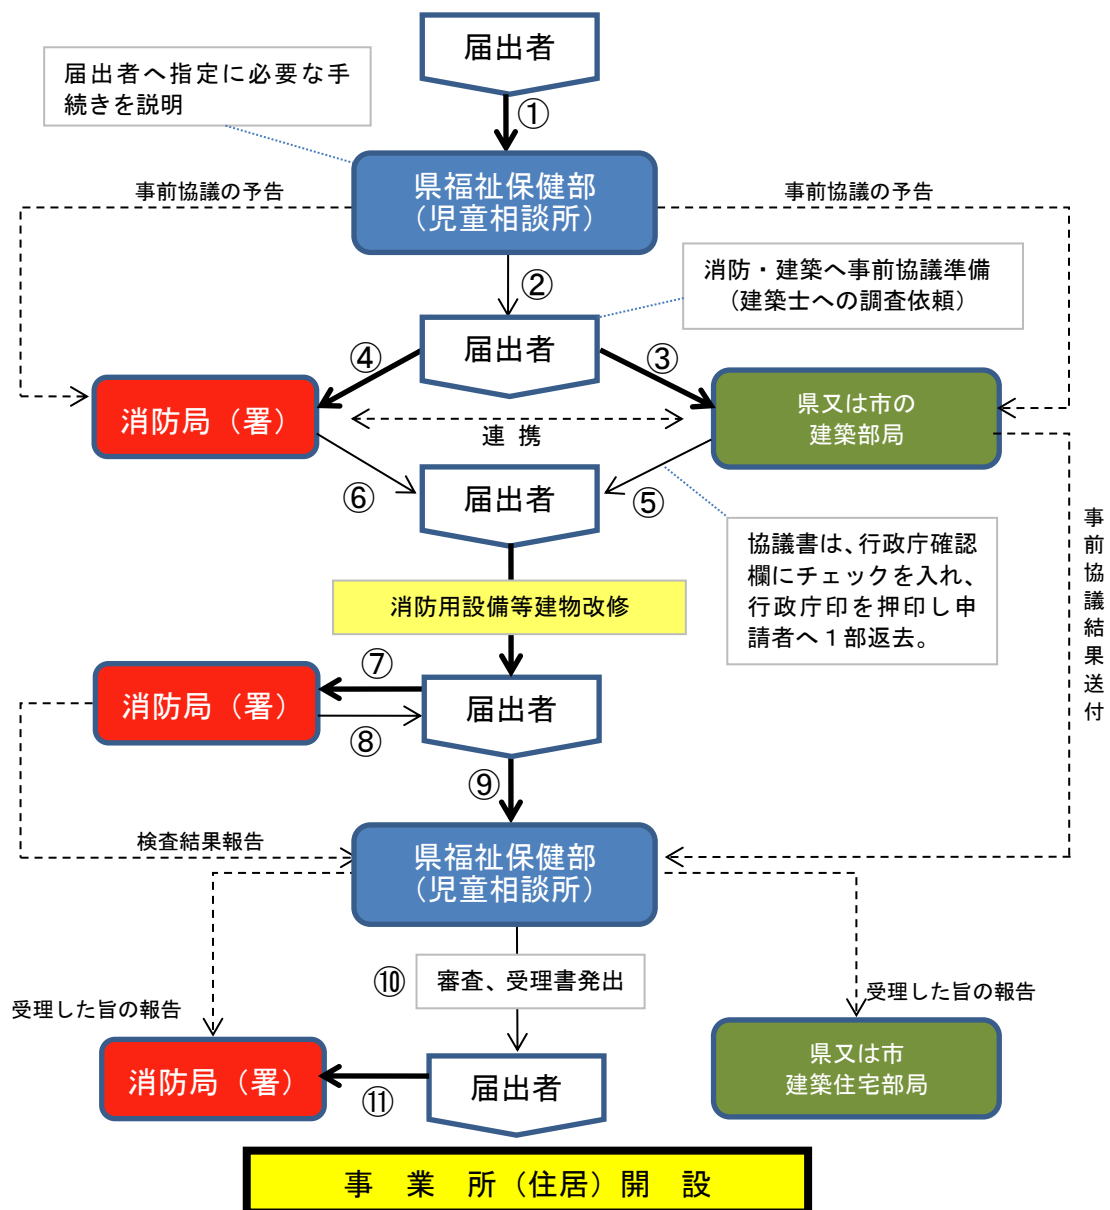 届出者
届出者へ指定に必要な手
続きを説明
①
県福祉保健部
（児童相談所）
事前協議の予告
事前協議の予告
②
消防・建築へ事前協議準備
（建築士への調査依頼）
届出者
④
③
消防局（署）
県又は市の
建築部局
連 携
⑥
届出者
⑤
協議書は、行政庁確認
欄にチェックを入れ、
行政庁印を押印し申
請者へ１部返去。
事前協議結果送付
消防用設備等建物改修
⑦
消防局（署）
届出者
⑧
⑨
検査結果報告
県福祉保健部
（児童相談所）
⑩
審査、受理書発出
受理した旨の報告
受理した旨の報告
消防局（署）
⑪
届出者
県又は市
建築住宅部局
事　業　所（住居）開　設